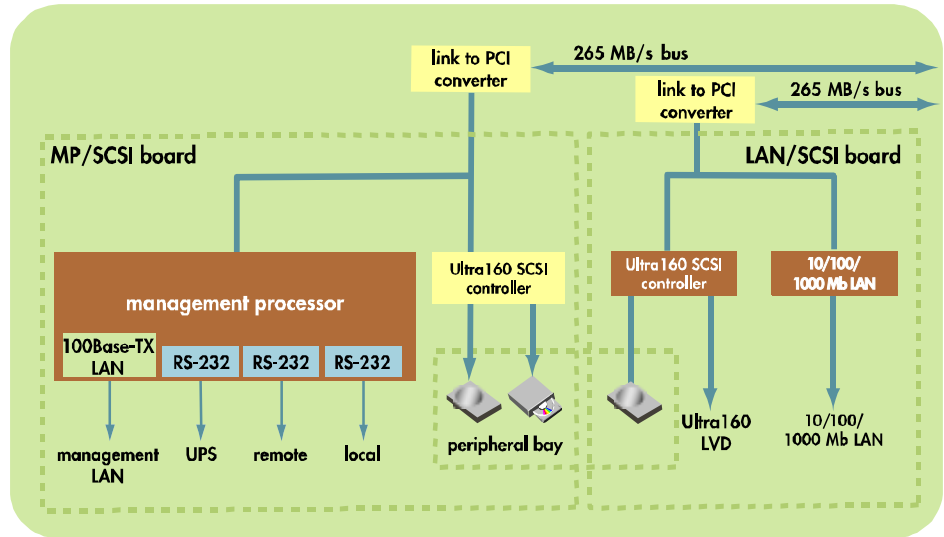 link to PCI
converter
265 MB/s bus
link to PCI
converter
265 MB/s bus
MP/SCSI board
LAN/SCSI board
Ultra160 SCSI
controller
Ultra160 SCSI
controller
10/100/
1000 Mb LAN
management processor
100Base-TX
LAN
RS-232
RS-232
RS-232
management
LAN
UPS
remote
local
peripheral bay
Ultra160
LVD
10/100/
1000 Mb LAN